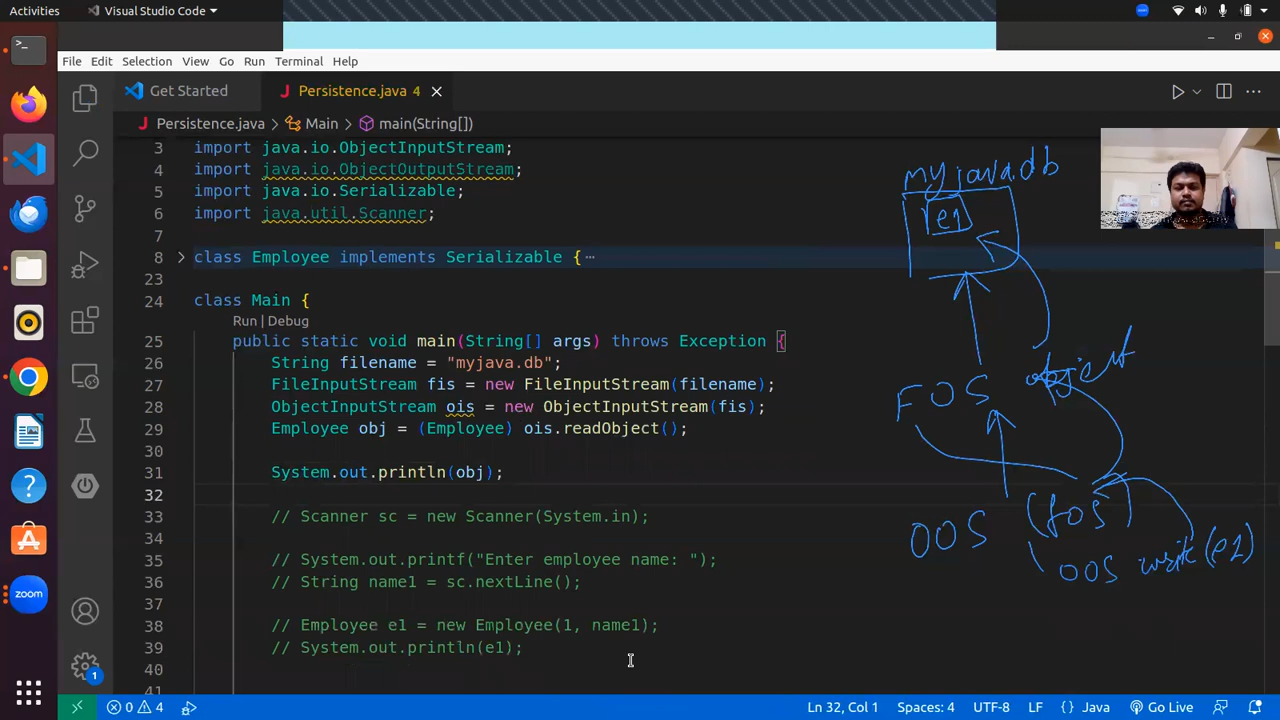 Activities
Visual Studio Code
File Edit Selection View Go Run Terminal Help
Get Started
Persistence.java 4
Persistence.java > Main > main(String[])
3 import java.io.ObjectInputStream;
4 import java.io.ObjectOutputStream;
5 import java.io.Serializable;
6 import java.util.Scanner;
7
8 class Employee implements Serializable { ⋯
23
24 class Main {
Run | Debug
25 public static void main(String[] args) throws Exception {
26 String filename = "myjava.db";
27 FileInputStream fis = new FileInputStream(filename);
28 ObjectInputStream ois = new ObjectInputStream(fis);
29 Employee obj = (Employee) ois.readObject();
30
31 System.out.println(obj);
32
33 // Scanner sc = new Scanner(System.in);
34
35 // System.out.printf("Enter employee name: ");
36 // String name1 = sc.nextLine();
37
38 // Employee e1 = new Employee(1, name1);
39 // System.out.println(e1);
40
41
myjava.db
e1
FOS object
OOS (fos)
OOS write(e1)
zoom
1
0 4
Ln 32, Col 1 Spaces: 4 UTF-8 LF {} Java Go Live